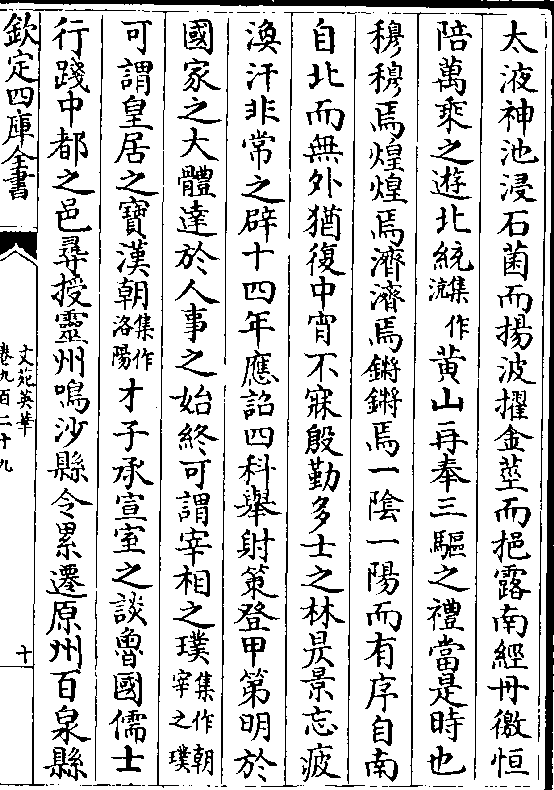 太液神池浸石菌而揚波擢金莖而挹露南經丹徼恒
陪萬乘之遊北統集作流黃山再奉三驅之禮當是時也
穆穆焉煌煌焉濟濟焉鏘鏘焉一陰一陽而有序自南
自北而無外猶復中宵不寐殷勤多士之林昃景忘疲
渙汗非常之辟十四年應詔四科舉射策登甲第明於
國家之大體達於人事之始終可謂宰相之璞集作朝宰之璞
可謂皇居之寶漢朝集作洛陽才子承宣室之談魯國儒士
行踐中都之邑尋授靈州鳴沙縣令累遷原州百泉縣
欽定四庫全書
文苑英華
卷九百二十九
十